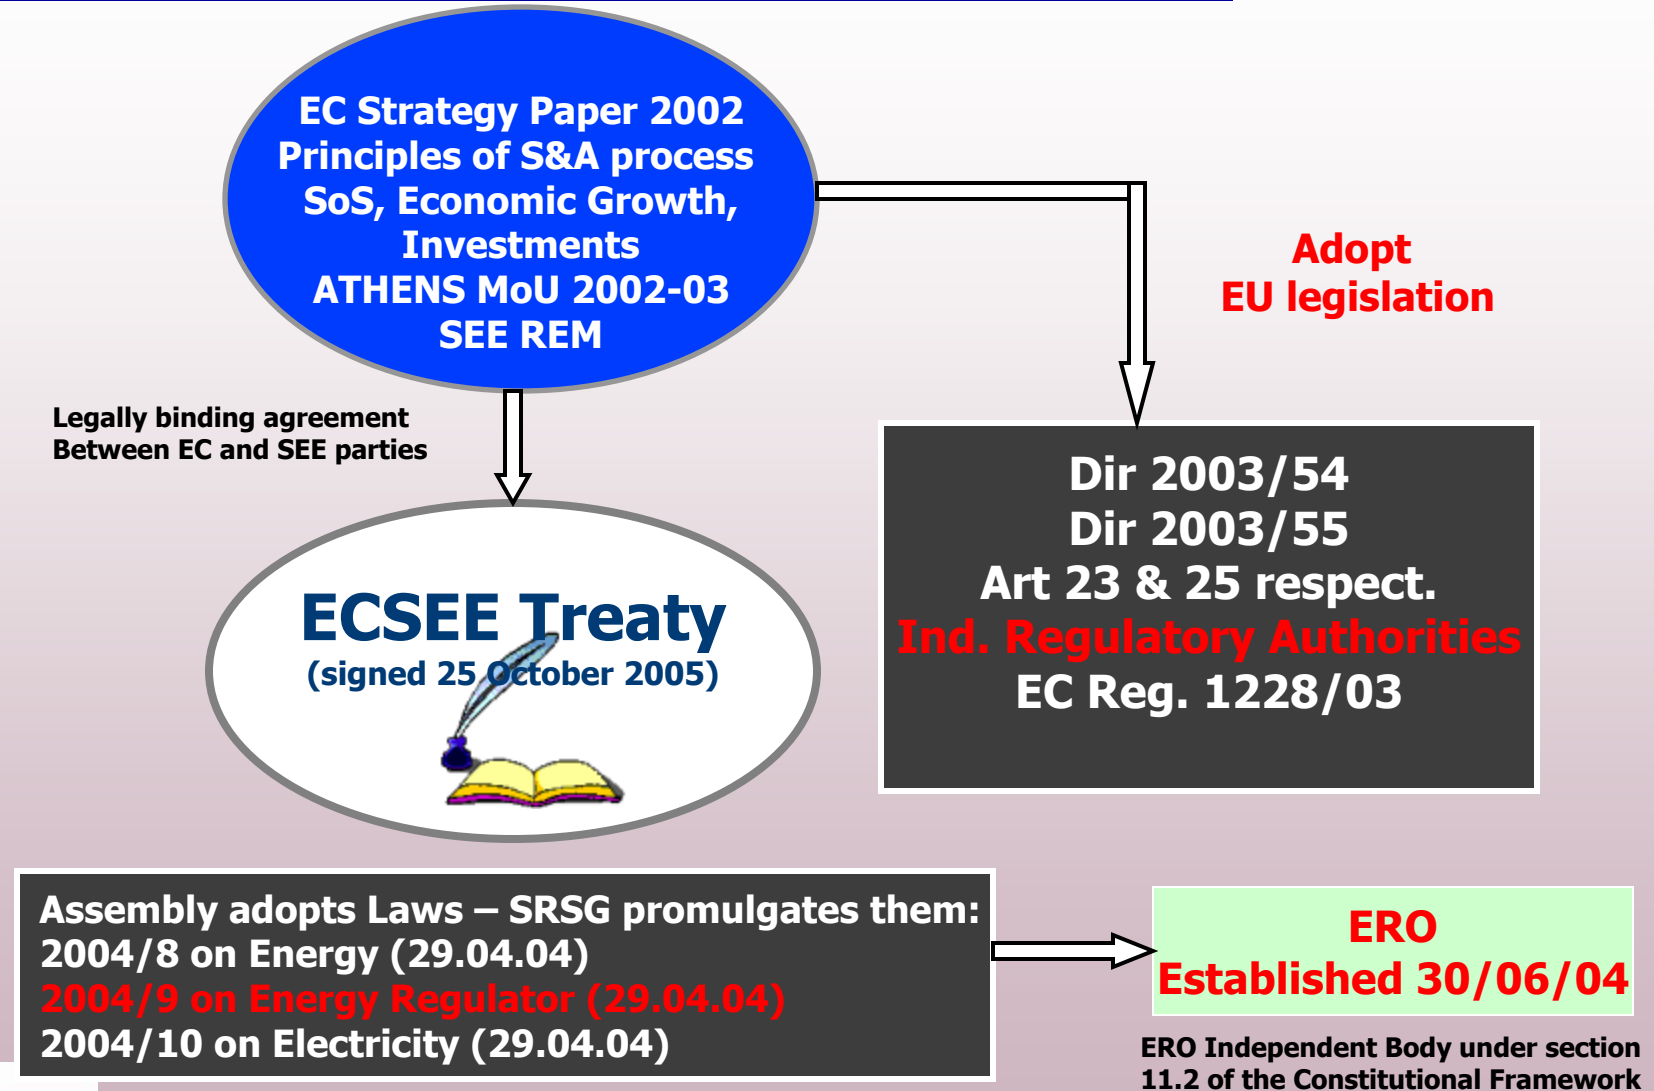 EC Strategy Paper 2002
Principles of S&A process
SoS, Economic Growth,
Investments
ATHENS MoU 2002-03
SEE REM
Adopt
EU legislation
Legally binding agreement
Between EC and SEE parties
Dir 2003/54
Dir 2003/55
Art 23 & 25 respect.
Ind. Regulatory Authorities
EC Reg. 1228/03
ECSEE Treaty
(signed 25 October 2005)
Assembly adopts Laws – SRSG promulgates them:
2004/8 on Energy (29.04.04)
2004/9 on Energy Regulator (29.04.04)
2004/10 on Electricity (29.04.04)
ERO
Established 30/06/04
ERO Independent Body under section
11.2 of the Constitutional Framework